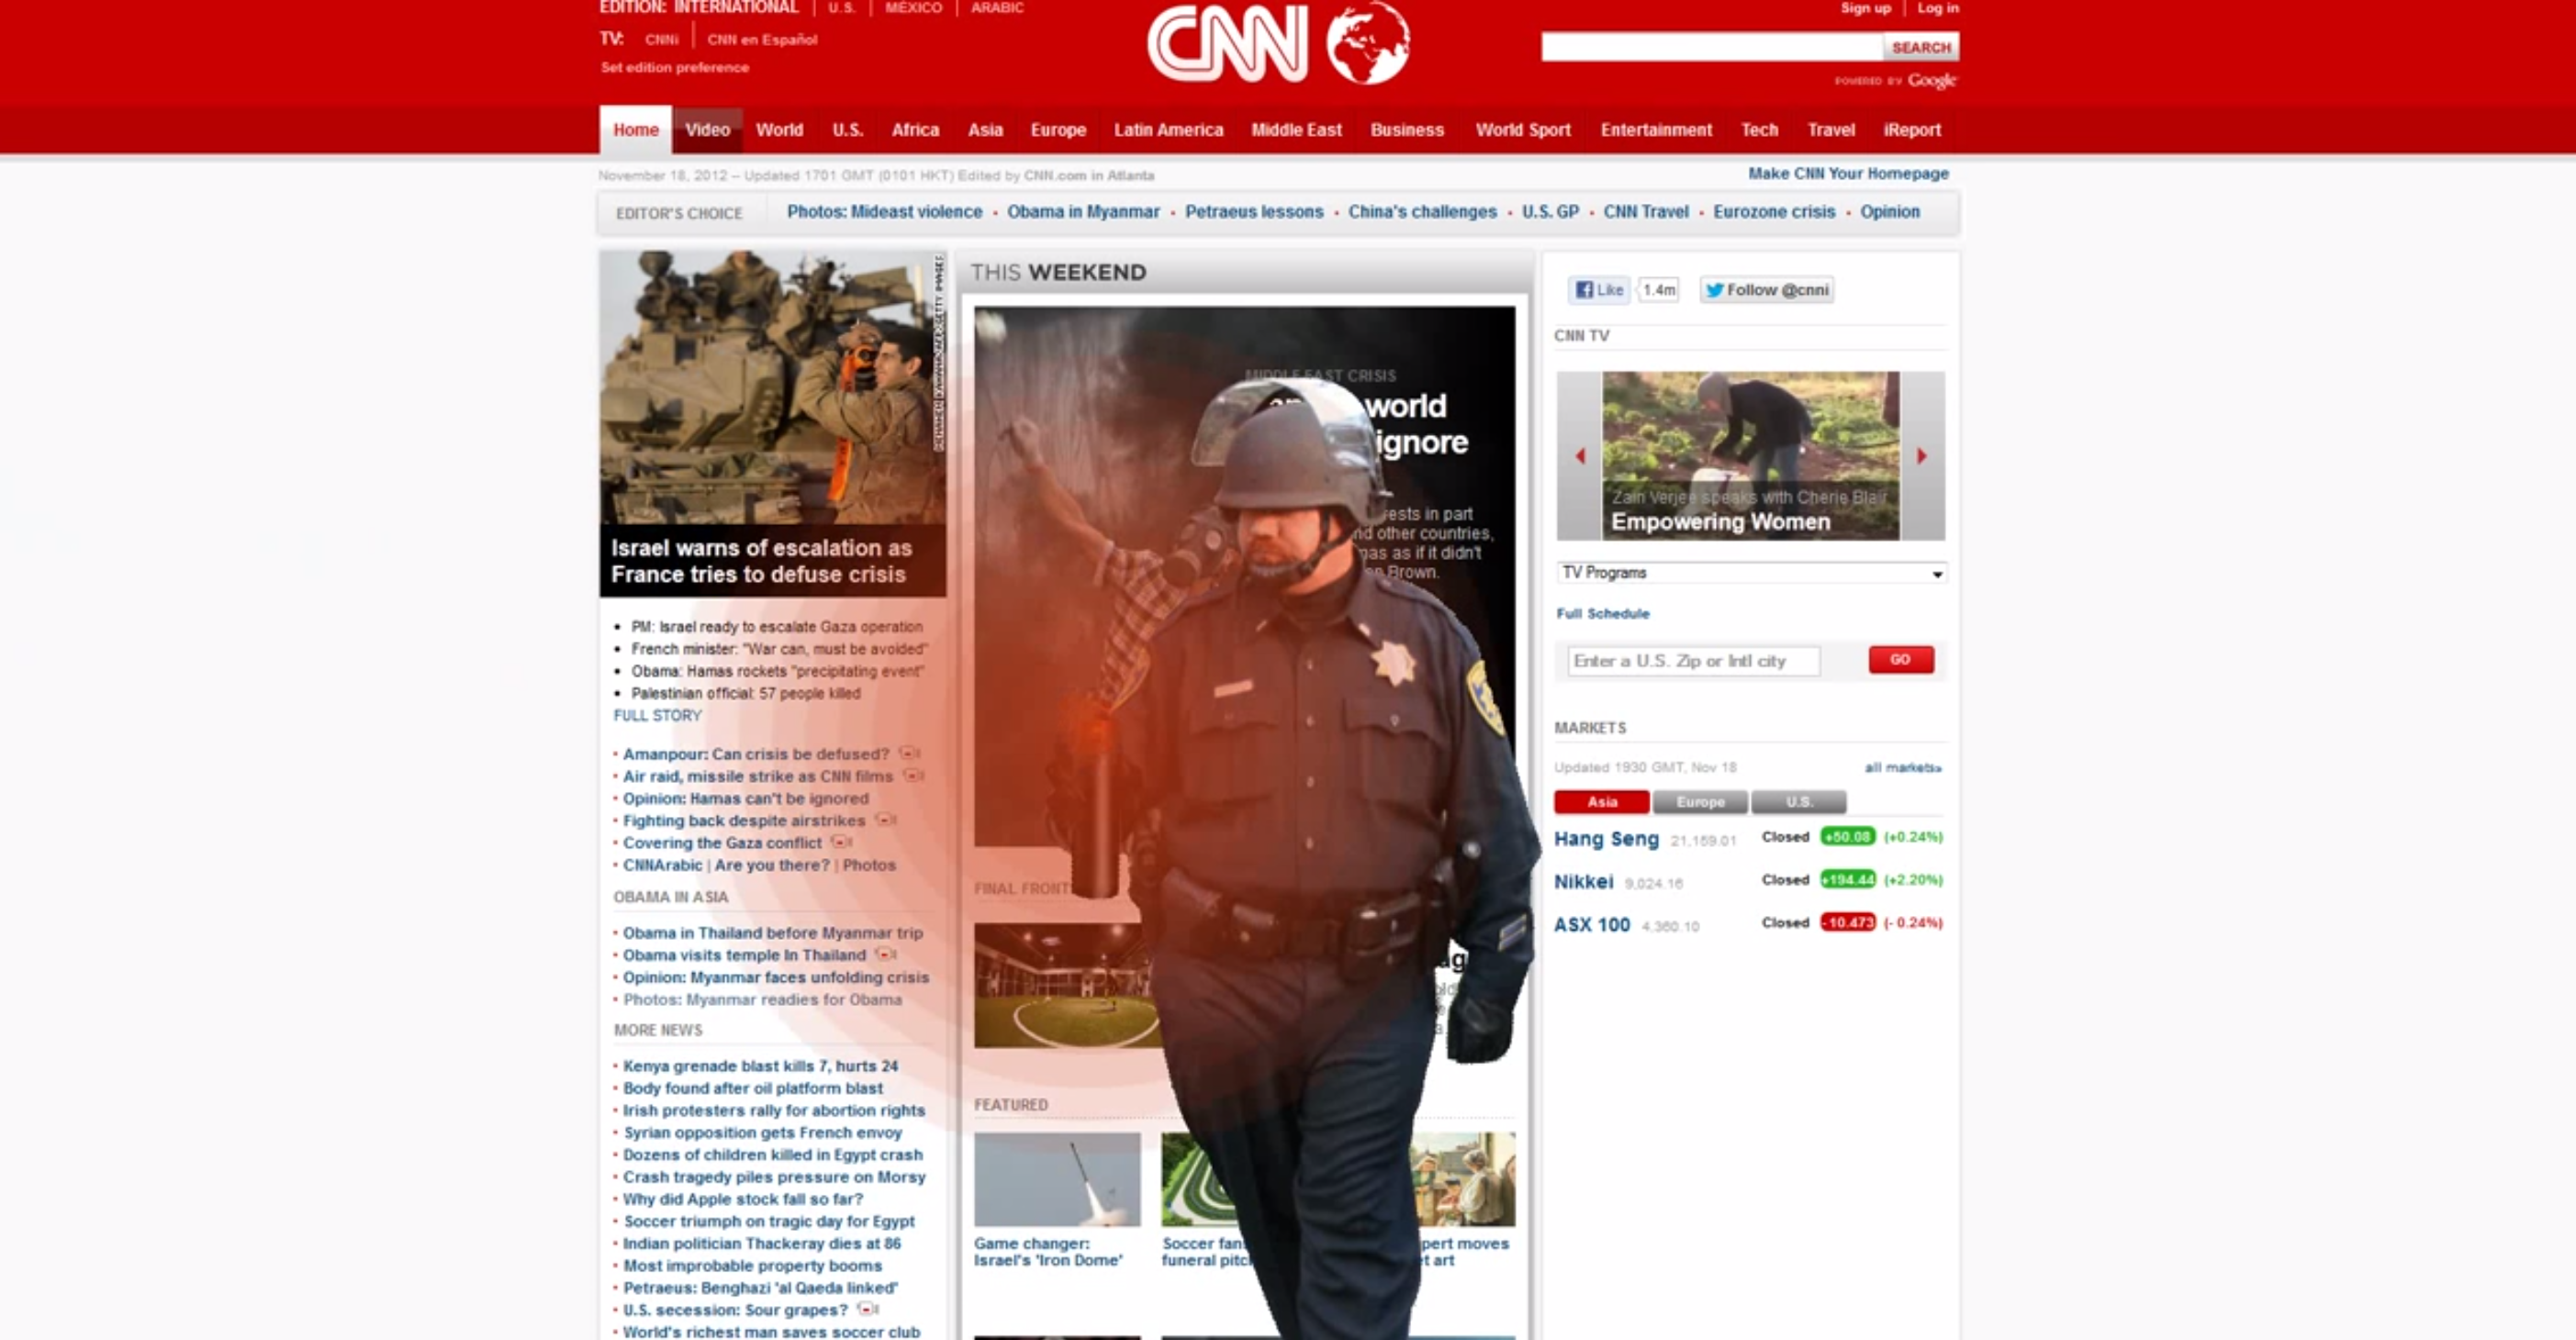 EDITION: INTERNATIONAL U.S. MÉXICO ARABIC
TV: CNNi CNN en Español
Set edition preference
CNN
Sign up Log in
SEARCH
POWERED BY Google
Home Video World U.S. Africa Asia Europe Latin America Middle East Business World Sport Entertainment Tech Travel iReport
November 18, 2012 -- Updated 1701 GMT (0101 HKT) Edited by CNN.com in Atlanta
Make CNN Your Homepage
EDITOR'S CHOICE Photos: Mideast violence • Obama in Myanmar • Petraeus lessons • China's challenges • U.S. GP • CNN Travel • Eurozone crisis • Opinion
Israel warns of escalation as
France tries to defuse crisis
• PM: Israel ready to escalate Gaza operation
• French minister: "War can, must be avoided"
• Obama: Hamas rockets "precipitating event"
• Palestinian official: 57 people killed
FULL STORY
• Amanpour: Can crisis be defused?
• Air raid, missile strike as CNN films
• Opinion: Hamas can't be ignored
• Fighting back despite airstrikes
• Covering the Gaza conflict
• CNNArabic | Are you there? | Photos
OBAMA IN ASIA
• Obama in Thailand before Myanmar trip
• Obama visits temple In Thailand
• Opinion: Myanmar faces unfolding crisis
• Photos: Myanmar readies for Obama
MORE NEWS
• Kenya grenade blast kills 7, hurts 24
• Body found after oil platform blast
• Irish protesters rally for abortion rights
• Syrian opposition gets French envoy
• Dozens of children killed in Egypt crash
• Crash tragedy piles pressure on Morsy
• Why did Apple stock fall so far?
• Soccer triumph on tragic day for Egypt
• Indian politician Thackeray dies at 86
• Most improbable property booms
• Petraeus: Benghazi 'al Qaeda linked'
• U.S. secession: Sour grapes?
• World's richest man saves soccer club
THIS WEEKEND
MIDDLE EAST CRISIS
world
ignore
rests in part
nd other countries,
as if it didn't
Brown.
FINAL FRONT
FEATURED
Game changer:
Israel's 'Iron Dome'
Soccer fan
funeral pitc
pert moves
t art
Like 1.4m Follow @cnni
CNN TV
Zain Verjee speaks with Cherie Blair
Empowering Women
TV Programs
Full Schedule
Enter a U.S. Zip or Intl city GO
MARKETS
Updated 1930 GMT, Nov 18 all markets»
Asia Europe U.S.
Hang Seng 21,159.01 Closed +50.08 (+0.24%)
Nikkei 9,024.16 Closed +194.44 (+2.20%)
ASX 100 4,360.10 Closed -10.473 (- 0.24%)